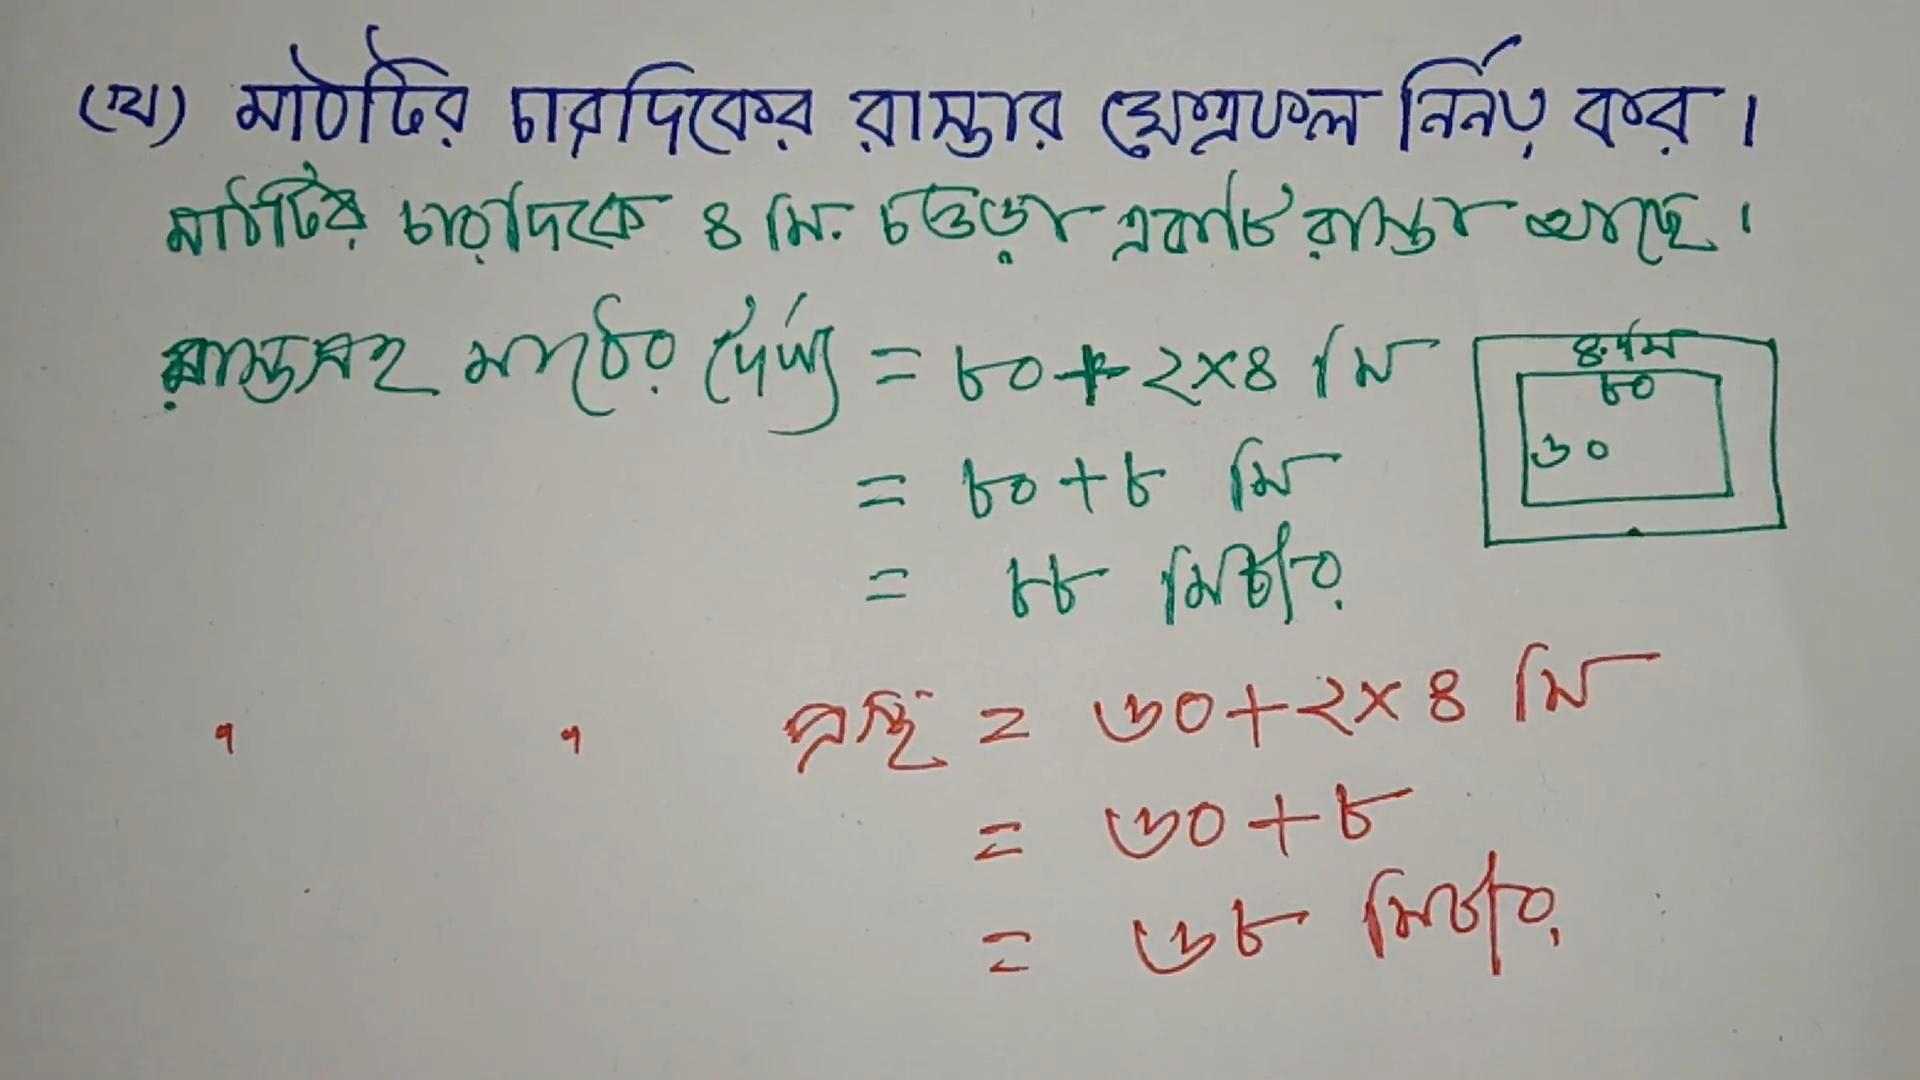 (খ) মাঠটির চারদিকের রাস্তার ক্ষেত্রফল নির্নয় কর।
মাঠটির চারদিকে ৪ মি. চওড়া একটি রাস্তা আছে।
রাস্তাসহ মাঠের দৈর্ঘ্য = ৮০+২×৪ মি
= ৮০+৮ মি
= ৮৮ মিটার
৪ মি
৮০
৬০
" " প্রস্থ = ৬০+২×৪ মি
= ৬০+৮
= ৬৮ মিটার